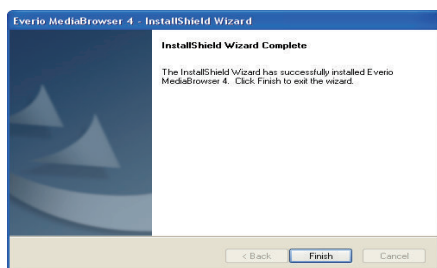 Everio MediaBrowser 4 - InstallShield Wizard
InstallShield Wizard Complete
The InstallShield Wizard has successfully installed Everio
MediaBrowser 4. Click Finish to exit the wizard.
< Back Finish Cancel